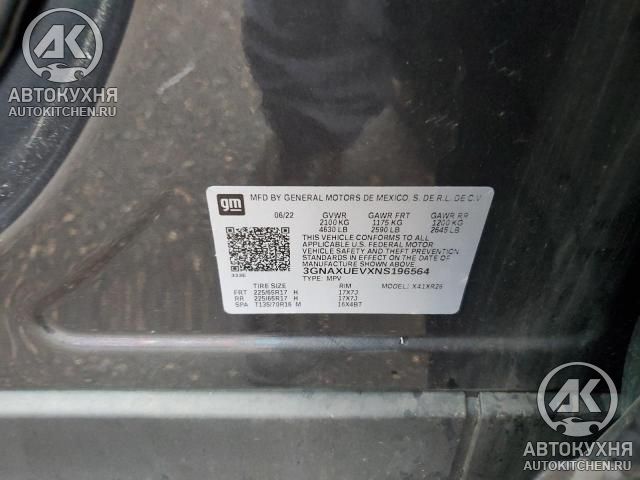 AK
АВТОКУХНЯ
AUTOKITCHEN.RU
gm
MFD BY GENERAL MOTORS DE MEXICO, S. DE R.L. DE C.V.
06/22 GVWR GAWR FRT GAWR RR
2100 KG 1175 KG 1200 KG
4630 LB 2590 LB 2645 LB
THIS VEHICLE CONFORMS TO ALL
APPLICABLE U.S. FEDERAL MOTOR
VEHICLE SAFETY AND THEFT PREVENTION
STANDARDS IN EFFECT ON THE DATE OF
MANUFACTURE SHOWN ABOVE.
3GNAXUEVXNS196564
333E TYPE: MPV MODEL: X41XR26
TIRE SIZE RIM
FRT 225/65R17 H 17X7J
RR 225/65R17 H 17X7J
SPA T135/70R16 M 16X4BT
AK
АВТОКУХНЯ
AUTOKITCHEN.RU